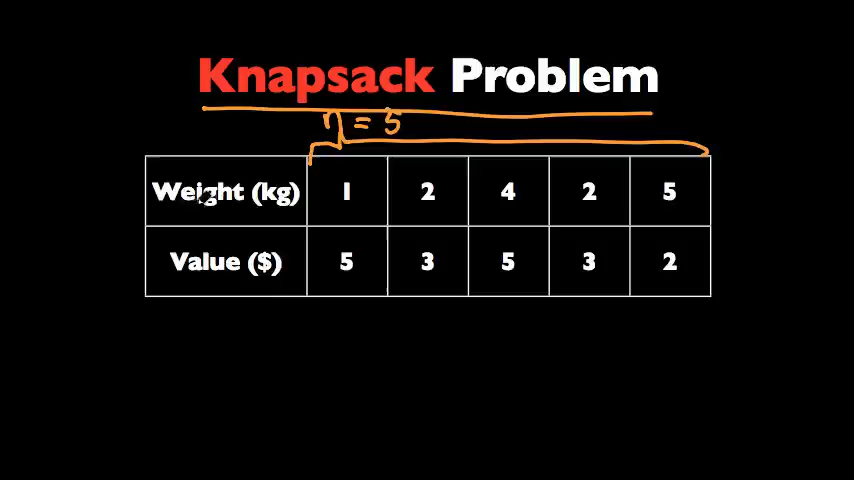 Knapsack Problem
n = 5
Weight (kg) 1 2 4 2 5
Value ($) 5 3 5 3 2